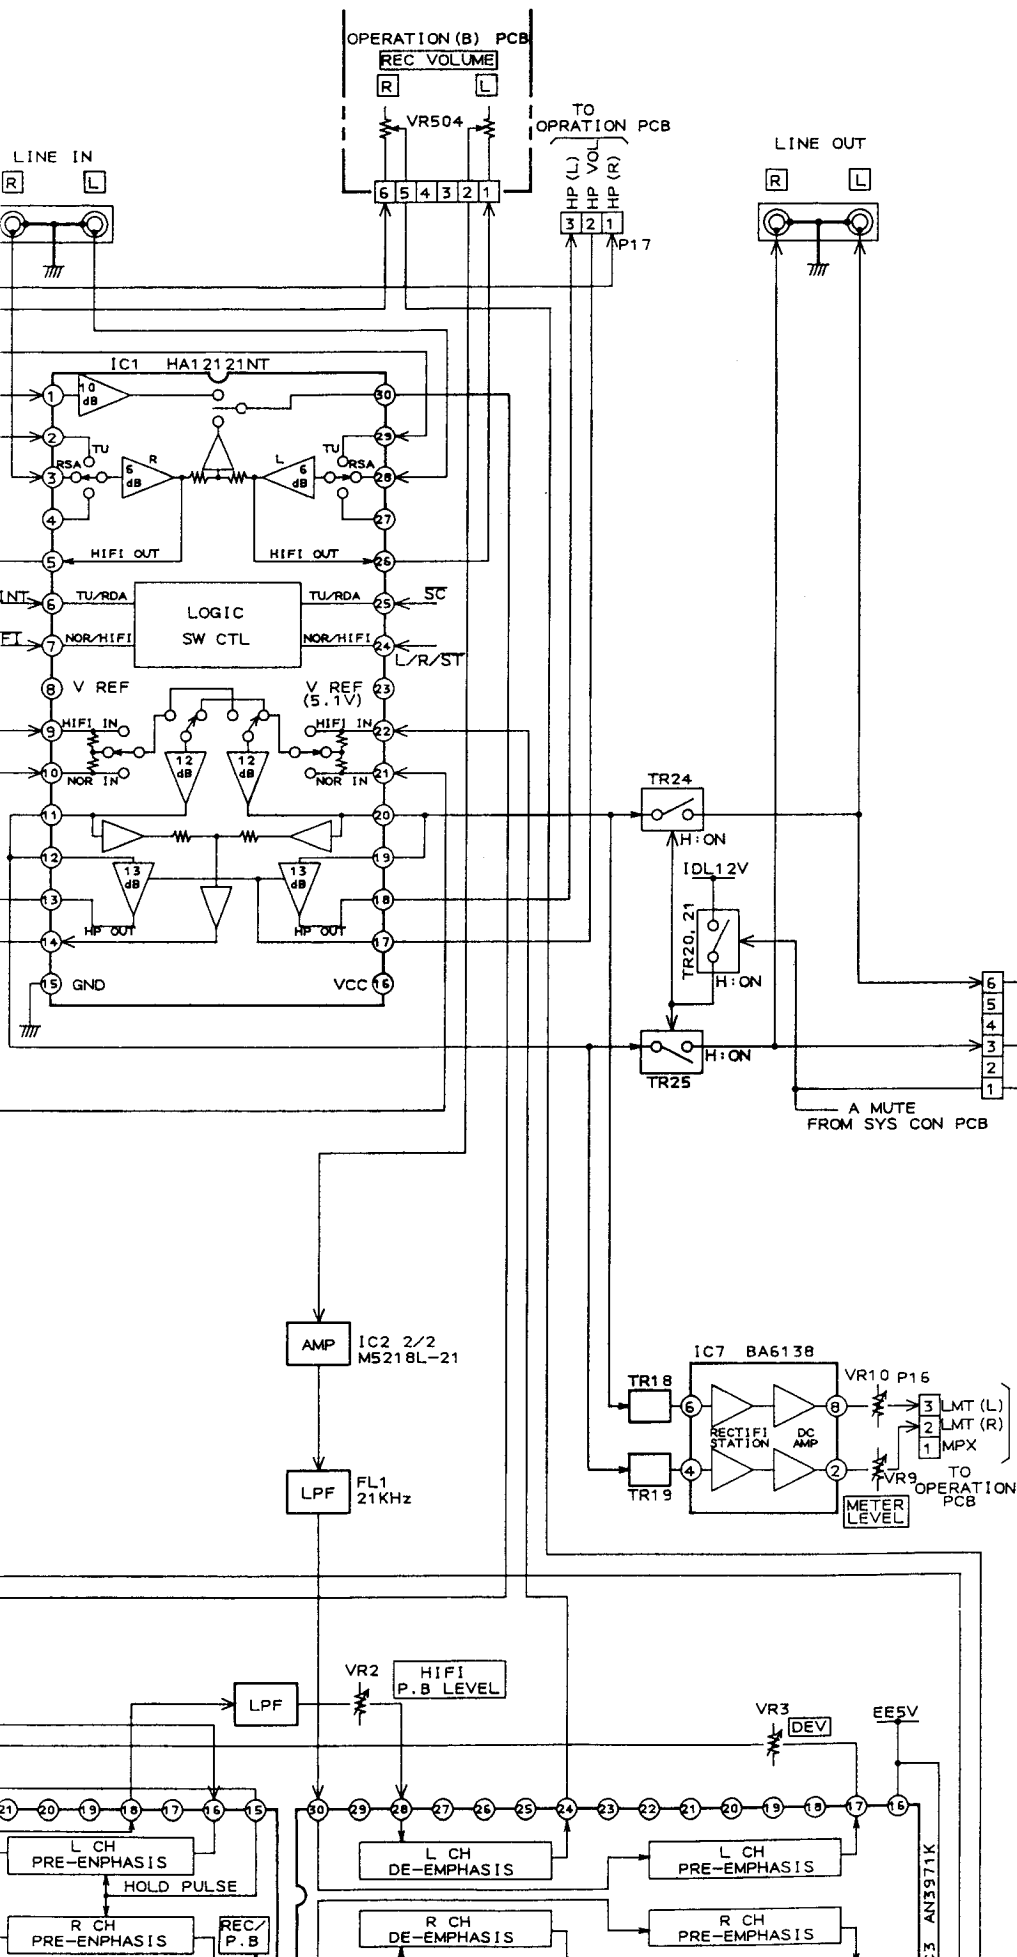 OPERATION(B) PCB
REC VOLUME
R L
VR504
6 5 4 3 2 1
TO
OPRATION PCB
HP (L)
HP VOL
HP (R)
3 2 1
P17
LINE IN
R L
LINE OUT
R L
IC1 HA12121NT
1 10 dB 30
2 TU TU 29
3 RSA 6 dB R L 6 dB RSA 28
4 27
5 HIFI OUT HIFI OUT 26
INT 6 TU/RDA TU/RDA 25 SC
LOGIC
SW CTL
FI 7 NOR/HIFI NOR/HIFI 24
L/R/ST
8 V REF V REF 23
(5.1V)
9 HIFI IN HIFI IN 22
12 dB 12 dB
10 NOR IN NOR IN 21
11 20
12 19
13 dB 13 dB
13 18
14 HP OUT HP OUT 17
15 GND VCC 16
TR24
H:ON
IDL12V
TR20, 21
H:ON
TR25
H:ON
6
5
4
3
2
1
A MUTE
FROM SYS CON PCB
AMP
IC2 2/2
M5218L-21
LPF
FL1
21KHz
IC7 BA6138
TR18
6 8
RECTIFI
STATION
DC
AMP
TR19
4 2
VR10 P16
3 LMT(L)
2 LMT(R)
1 MPX
VR9
METER
LEVEL
TO
OPERATION
PCB
LPF
VR2
HIFI
P.B LEVEL
VR3
DEV
EE5V
21 20 19 18 17 16 15
30 29 28 27 26 25 24 23 22 21 20 19 18 17 16
L CH
PRE-ENPHASIS
HOLD PULSE
R CH
PRE-ENPHASIS
REC/
P.B
L CH
DE-EMPHASIS
L CH
PRE-EMPHASIS
R CH
DE-EMPHASIS
R CH
PRE-EMPHASIS
C3 AN3971K